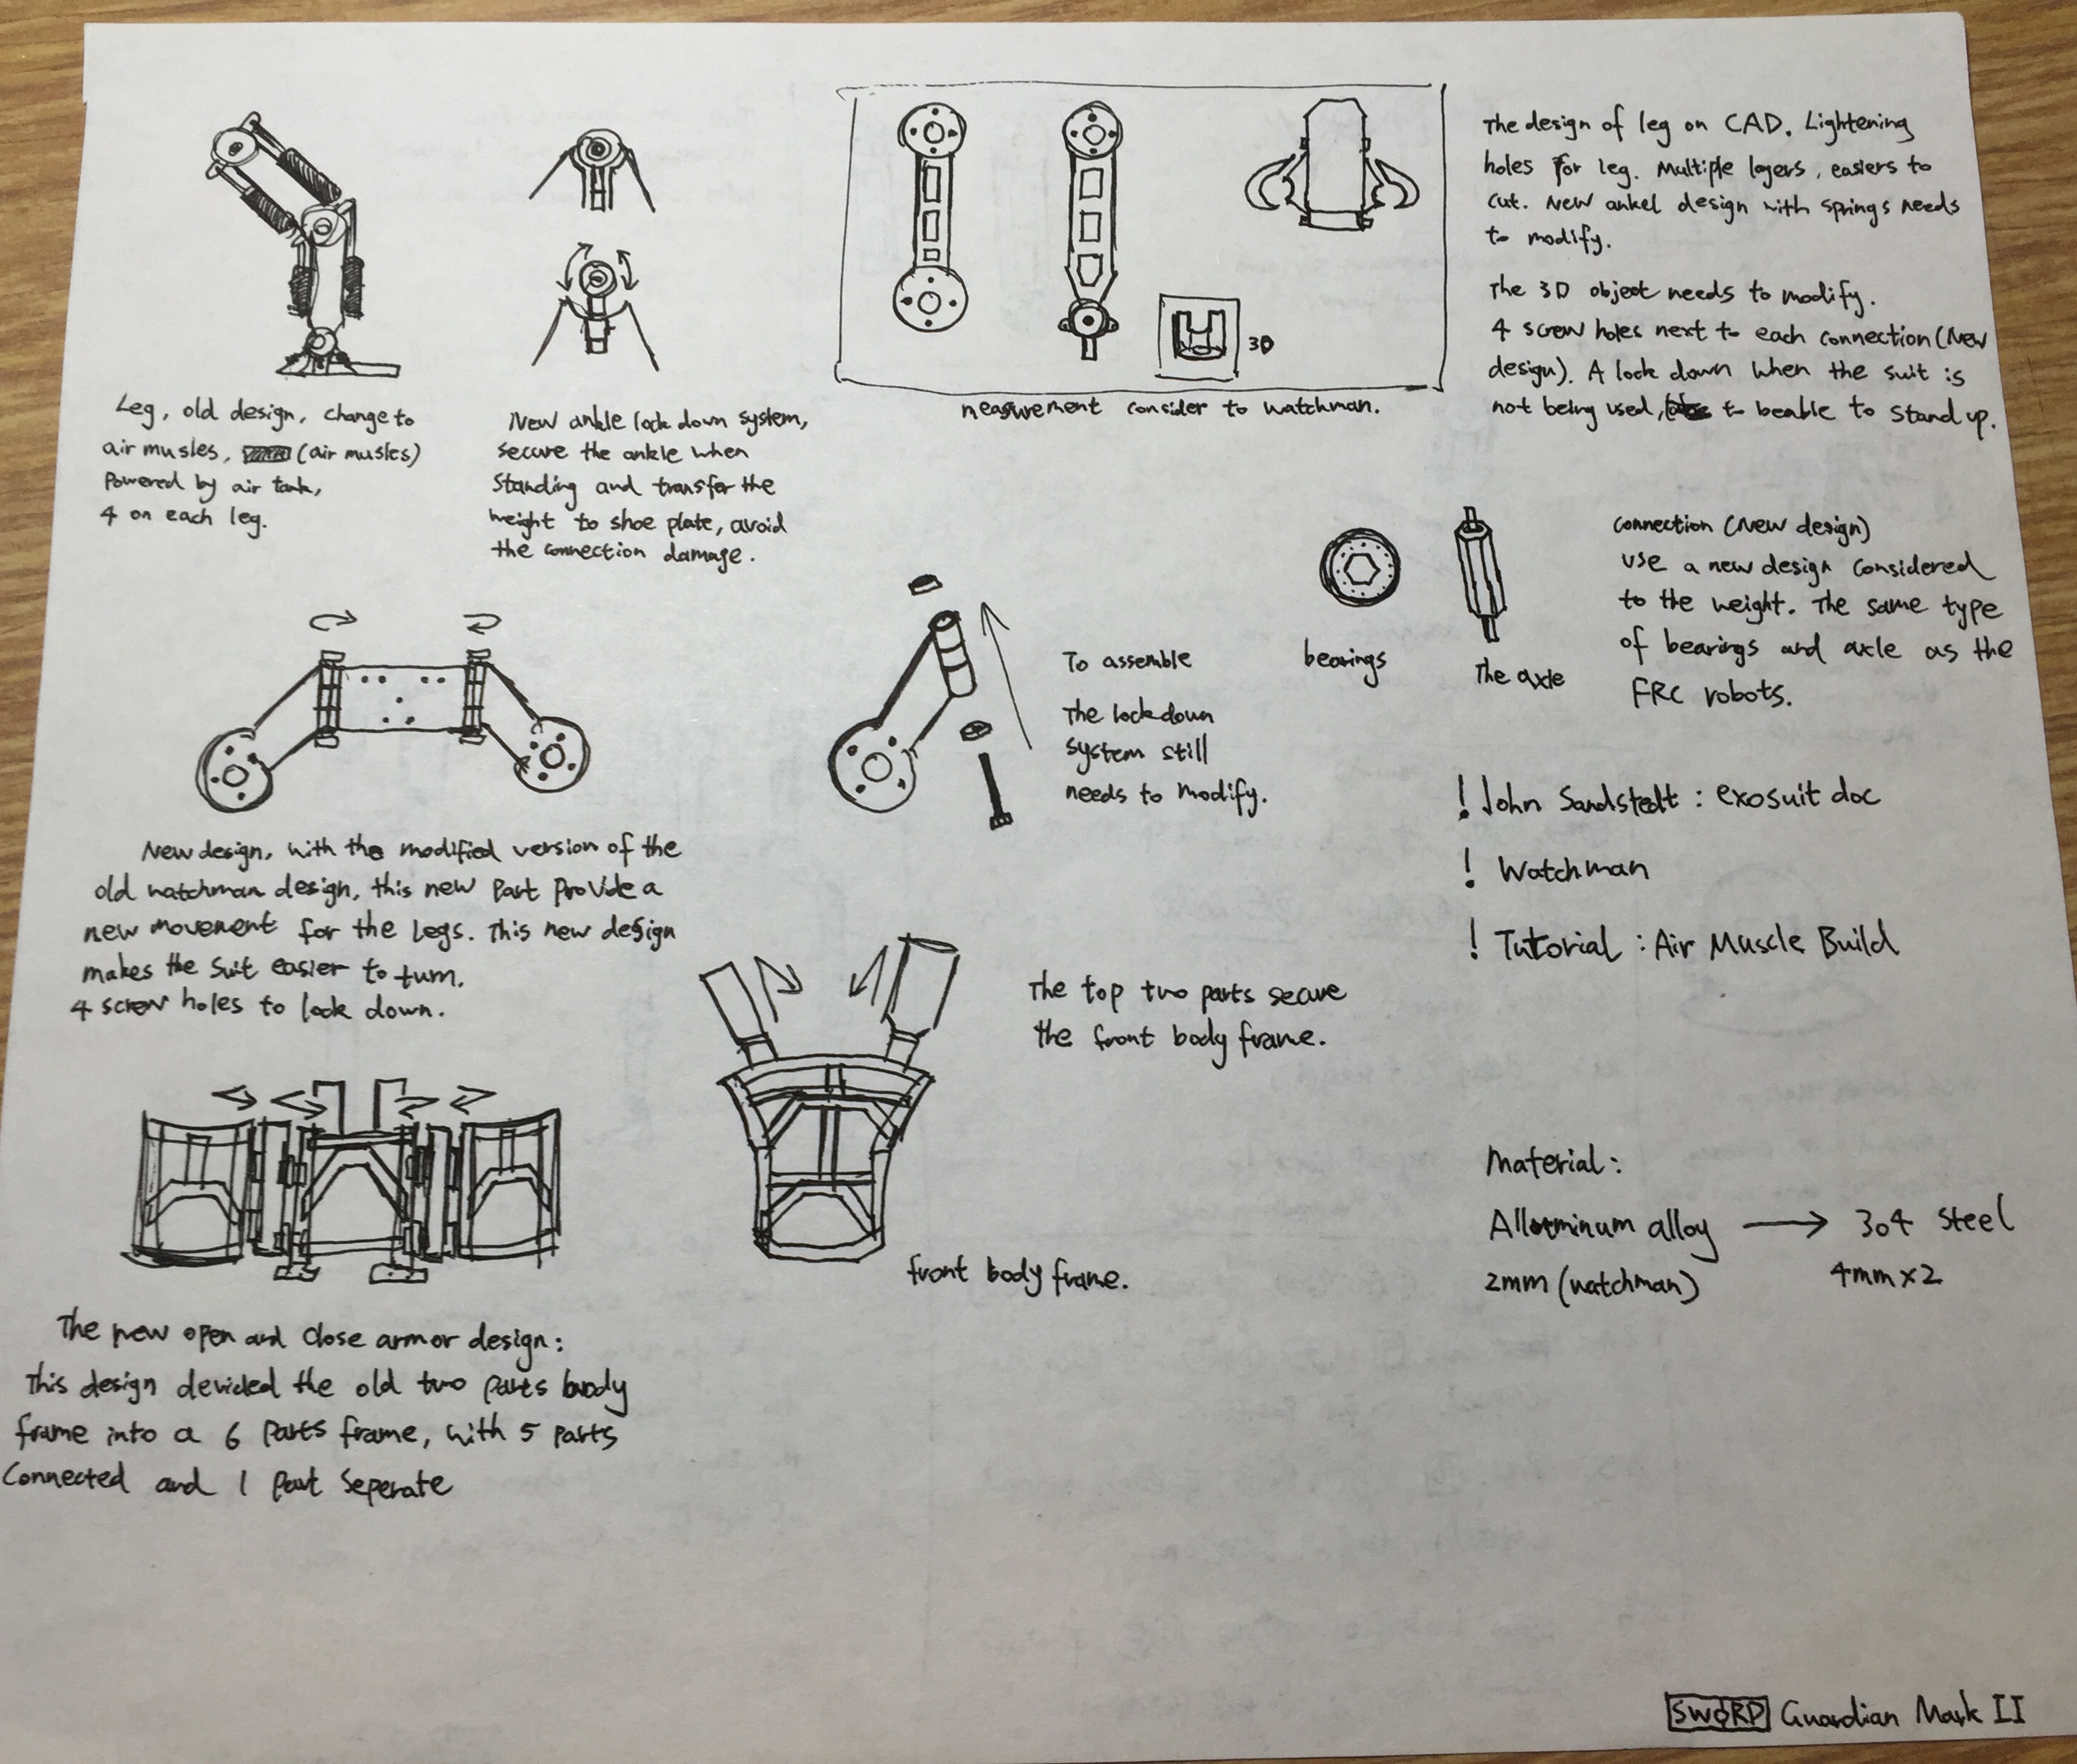 Leg, old design, change to
air musles, (air musles)
Powered by air tank,
4 on each leg.
New ankle lock down system,
secure the ankle when
standing and transfer the
weight to shoe plate, avoid
the connection damage.
3D
measurement consider to watchman.
The design of leg on CAD. Lightening
holes for leg. Multiple layers, easiers to
cut. New ankel design with springs needs
to modify.
The 3D object needs to modify.
4 screw holes next to each connection (New
design). A lock down when the suit is
not being used, to beable to stand up.
New design, with the modified version of the
old watchman design, this new part provide a
new movement for the legs. This new design
makes the suit easier to turn.
4 screw holes to lock down.
To assemble
The lockdown
system still
needs to modify.
bearings
The axle
connection (New design)
use a new design considered
to the weight. The same type
of bearings and axle as the
FRC robots.
! John Sandstedt : exosuit doc
! Watchman
! Tutorial : Air Muscle Build
The top two parts secure
the front body frame.
front body frame.
The new open and close armor design:
This design devided the old two parts body
frame into a 6 parts frame, with 5 parts
connected and 1 part seperate
Material:
Allorminum alloy → 304 steel
2mm (watchman) 4mm x 2
SWORD Guardian Mark II